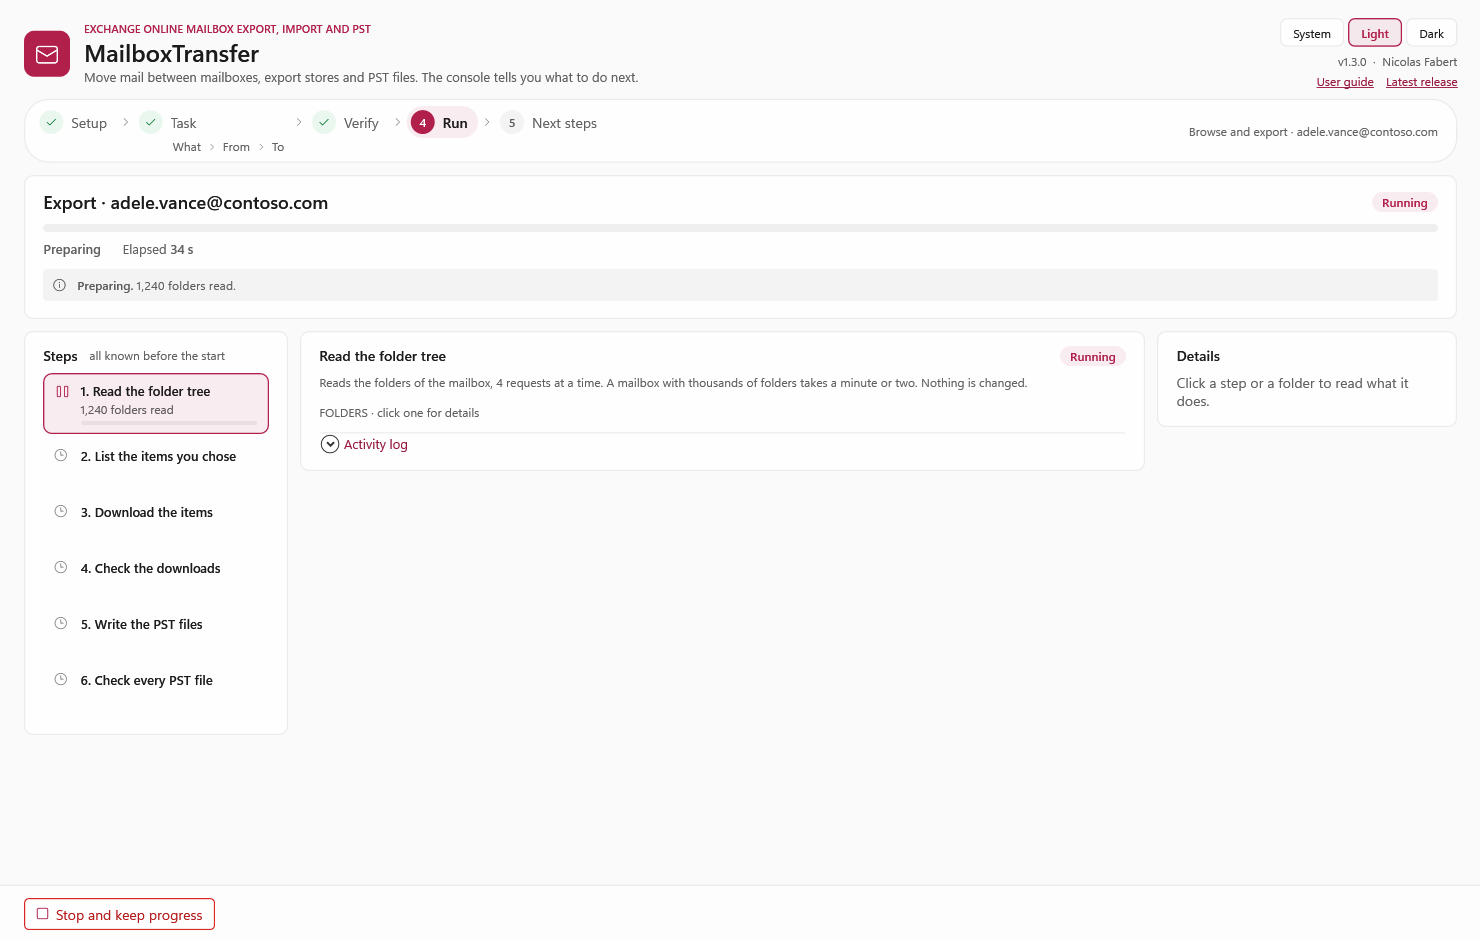 EXCHANGE ONLINE MAILBOX EXPORT, IMPORT AND PST
MailboxTransfer
Move mail between mailboxes, export stores and PST files. The console tells you what to do next.
System
Light
Dark
v1.3.0 · Nicolas Fabert
User guide
Latest release
Setup
Task
What > From > To
Verify
4 Run
5 Next steps
Browse and export · adele.vance@contoso.com
Export · adele.vance@contoso.com
Running
Preparing
Elapsed 34 s
Preparing. 1,240 folders read.
Steps
all known before the start
1. Read the folder tree
1,240 folders read
2. List the items you chose
3. Download the items
4. Check the downloads
5. Write the PST files
6. Check every PST file
Read the folder tree
Running
Reads the folders of the mailbox, 4 requests at a time. A mailbox with thousands of folders takes a minute or two. Nothing is changed.
FOLDERS · click one for details
Activity log
Details
Click a step or a folder to read what it
does.
Stop and keep progress